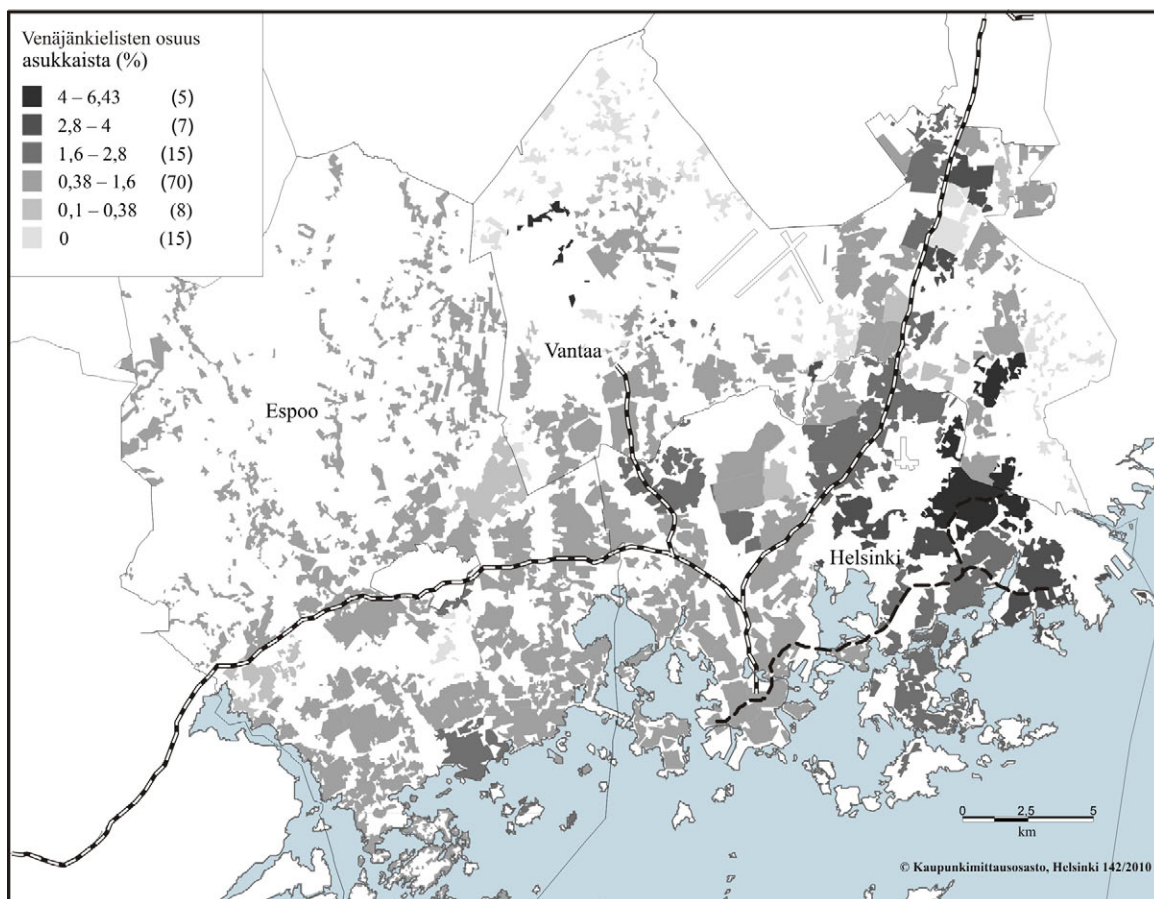 Venäjänkielisten osuus
asukkaista (%)
4 – 6,43 (5)
2,8 – 4 (7)
1,6 – 2,8 (15)
0,38 – 1,6 (70)
0,1 – 0,38 (8)
0 (15)
Vantaa
Espoo
Helsinki
0 2,5 5
km
© Kaupunkimittausosasto, Helsinki 142/2010